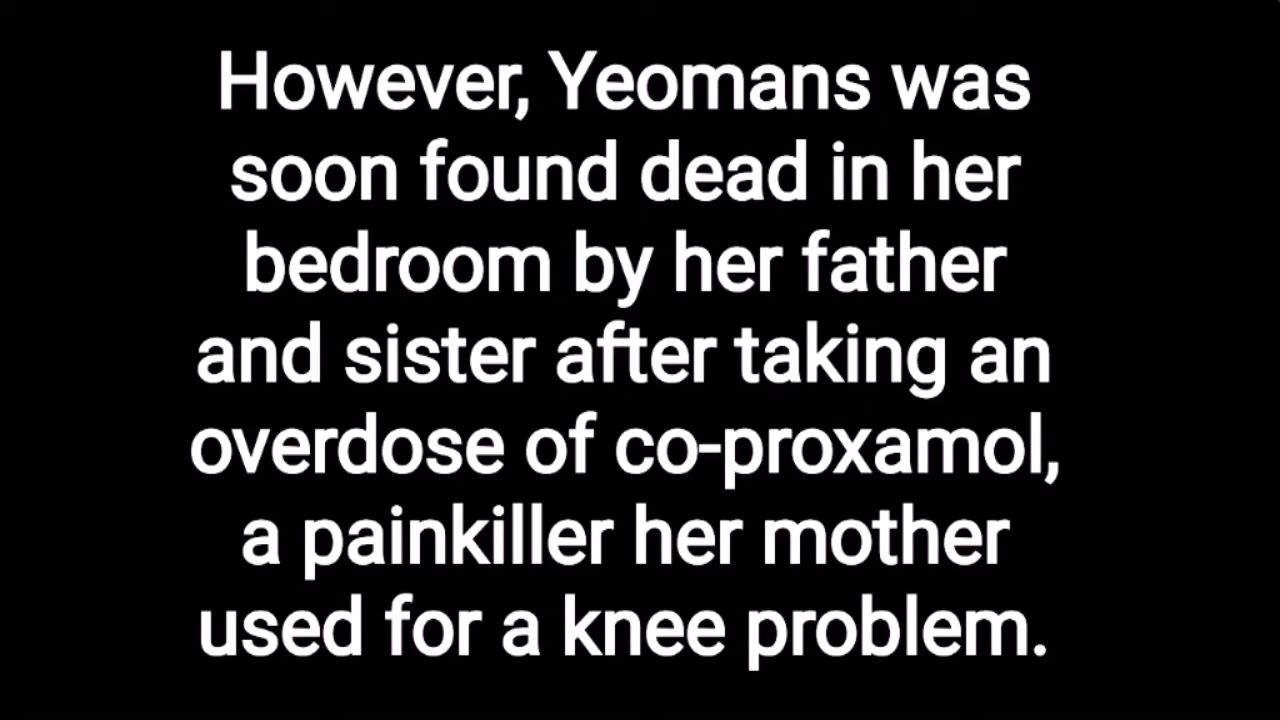 However, Yeomans was
soon found dead in her
bedroom by her father
and sister after taking an
overdose of co-proxamol,
a painkiller her mother
used for a knee problem.